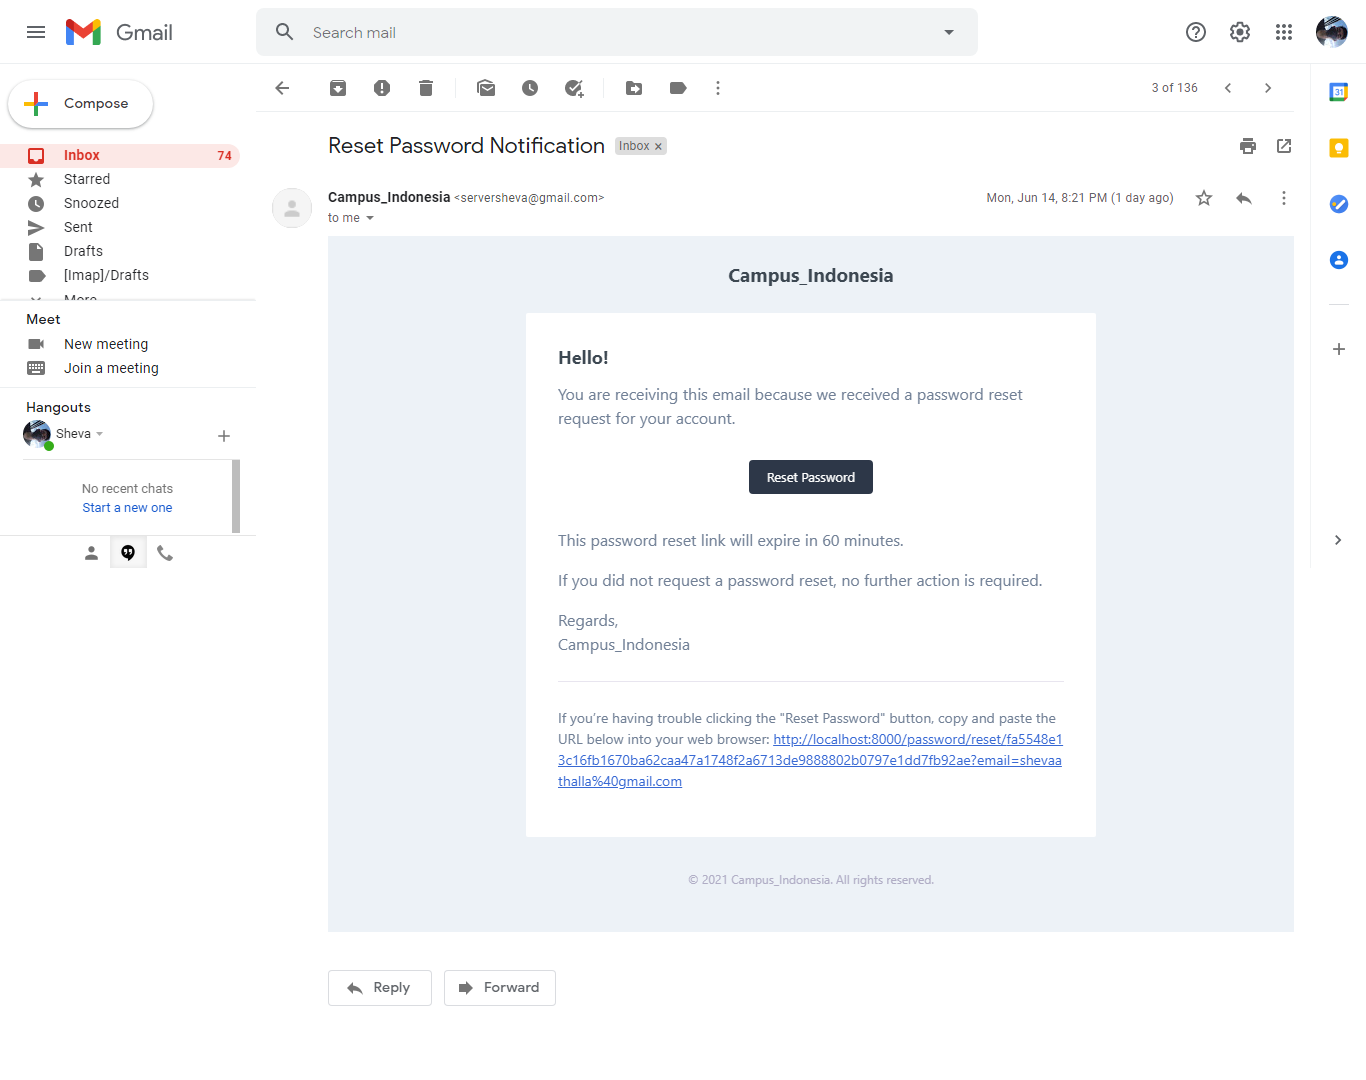 Gmail
Search mail
Compose
3 of 136
Inbox 74
Starred
Snoozed
Sent
Drafts
[Imap]/Drafts
More
Meet
New meeting
Join a meeting
Hangouts
Sheva
No recent chats
Start a new one
31
Reset Password Notification Inbox ×
Campus_Indonesia <serversheva@gmail.com> Mon, Jun 14, 8:21 PM (1 day ago)
to me
Campus_Indonesia
Hello!
You are receiving this email because we received a password reset
request for your account.
Reset Password
This password reset link will expire in 60 minutes.
If you did not request a password reset, no further action is required.
Regards,
Campus_Indonesia
If you’re having trouble clicking the "Reset Password" button, copy and paste the
URL below into your web browser: http://localhost:8000/password/reset/fa5548e1
3c16fb1670ba62caa47a1748f2a6713de9888802b0797e1dd7fb92ae?email=shevaa
thalla%40gmail.com
© 2021 Campus_Indonesia. All rights reserved.
Reply
Forward